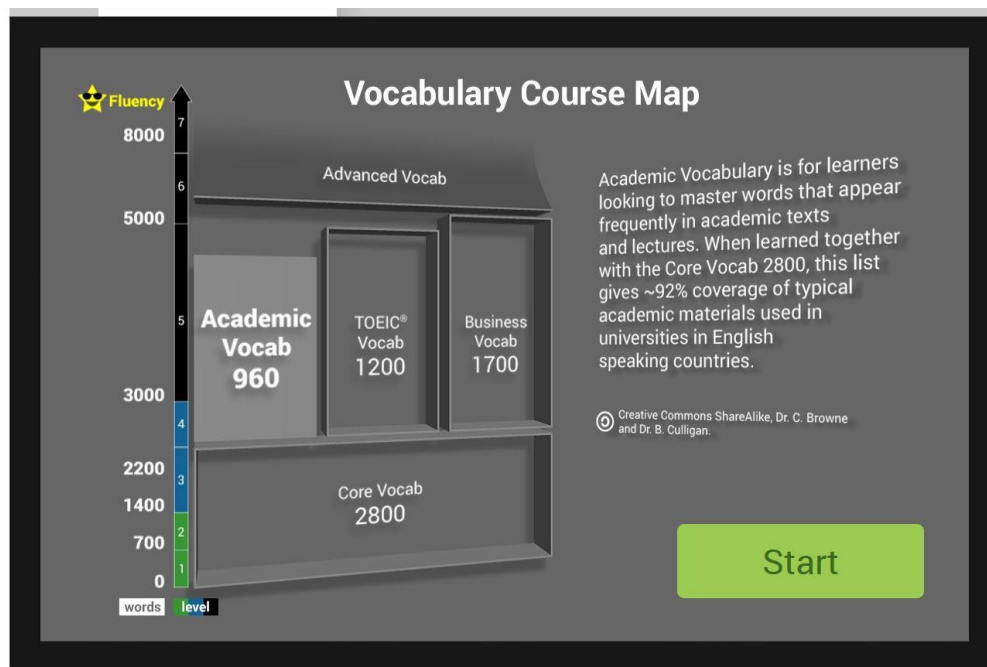 Vocabulary Course Map
Fluency
8000
5000
3000
2200
1400
700
0
words
level
7
6
5
4
3
2
1
Advanced Vocab
Academic
Vocab
960
TOEIC®
Vocab
1200
Business
Vocab
1700
Core Vocab
2800
Academic Vocabulary is for learners
looking to master words that appear
frequently in academic texts
and lectures. When learned together
with the Core Vocab 2800, this list
gives ~92% coverage of typical
academic materials used in
universities in English
speaking countries.
Creative Commons ShareAlike, Dr. C. Browne
and Dr. B. Culligan.
Start